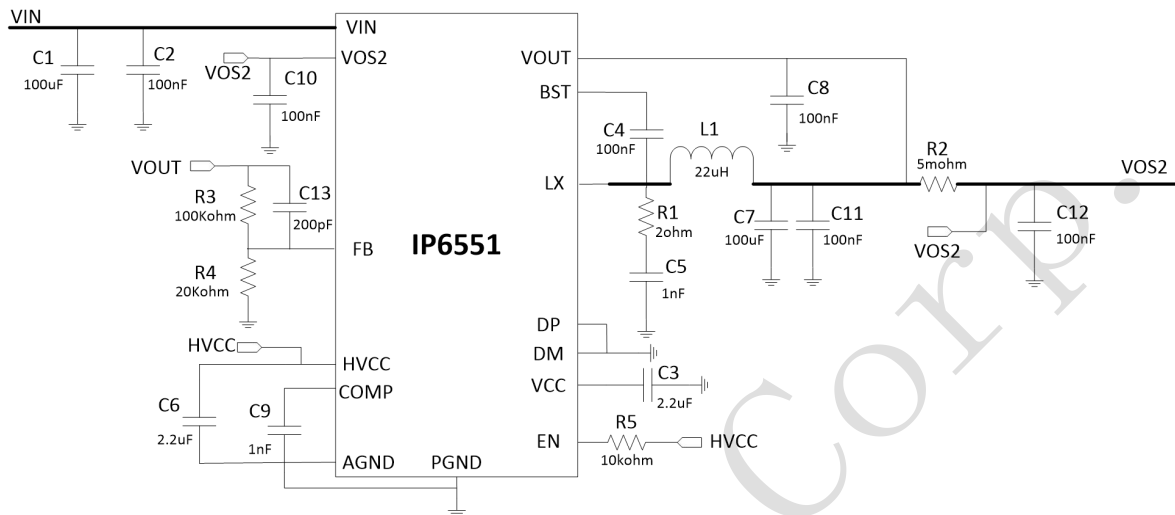 VIN
VIN
C1
100uF
C2
100nF
VOS2
VOS2
C10
100nF
VOUT
BST
C4
100nF
L1
22uH
C8
100nF
R2
5mohm
VOS2
LX
VOUT
R3
100Kohm
C13
200pF
FB
R4
20Kohm
IP6551
R1
2ohm
C5
1nF
C7
100uF
C11
100nF
VOS2
C12
100nF
HVCC
HVCC
COMP
C6
2.2uF
C9
1nF
AGND
PGND
DP
DM
VCC
C3
2.2uF
EN
R5
10kohm
HVCC
Corp.